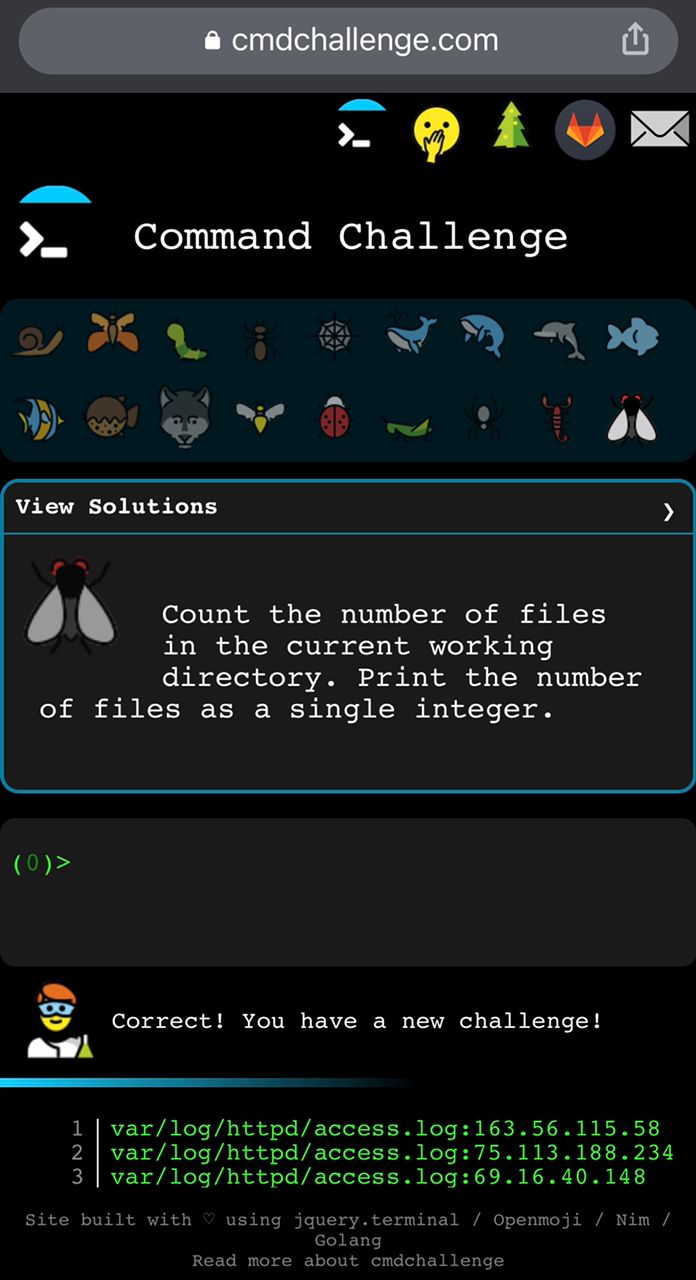 cmdchallenge.com
Command Challenge
View Solutions ❯
Count the number of files
in the current working
directory. Print the number
of files as a single integer.
(0)>
Correct! You have a new challenge!
1 var/log/httpd/access.log:163.56.115.58
2 var/log/httpd/access.log:75.113.188.234
3 var/log/httpd/access.log:69.16.40.148
Site built with ♡ using jquery.terminal / Openmoji / Nim /
Golang
Read more about cmdchallenge